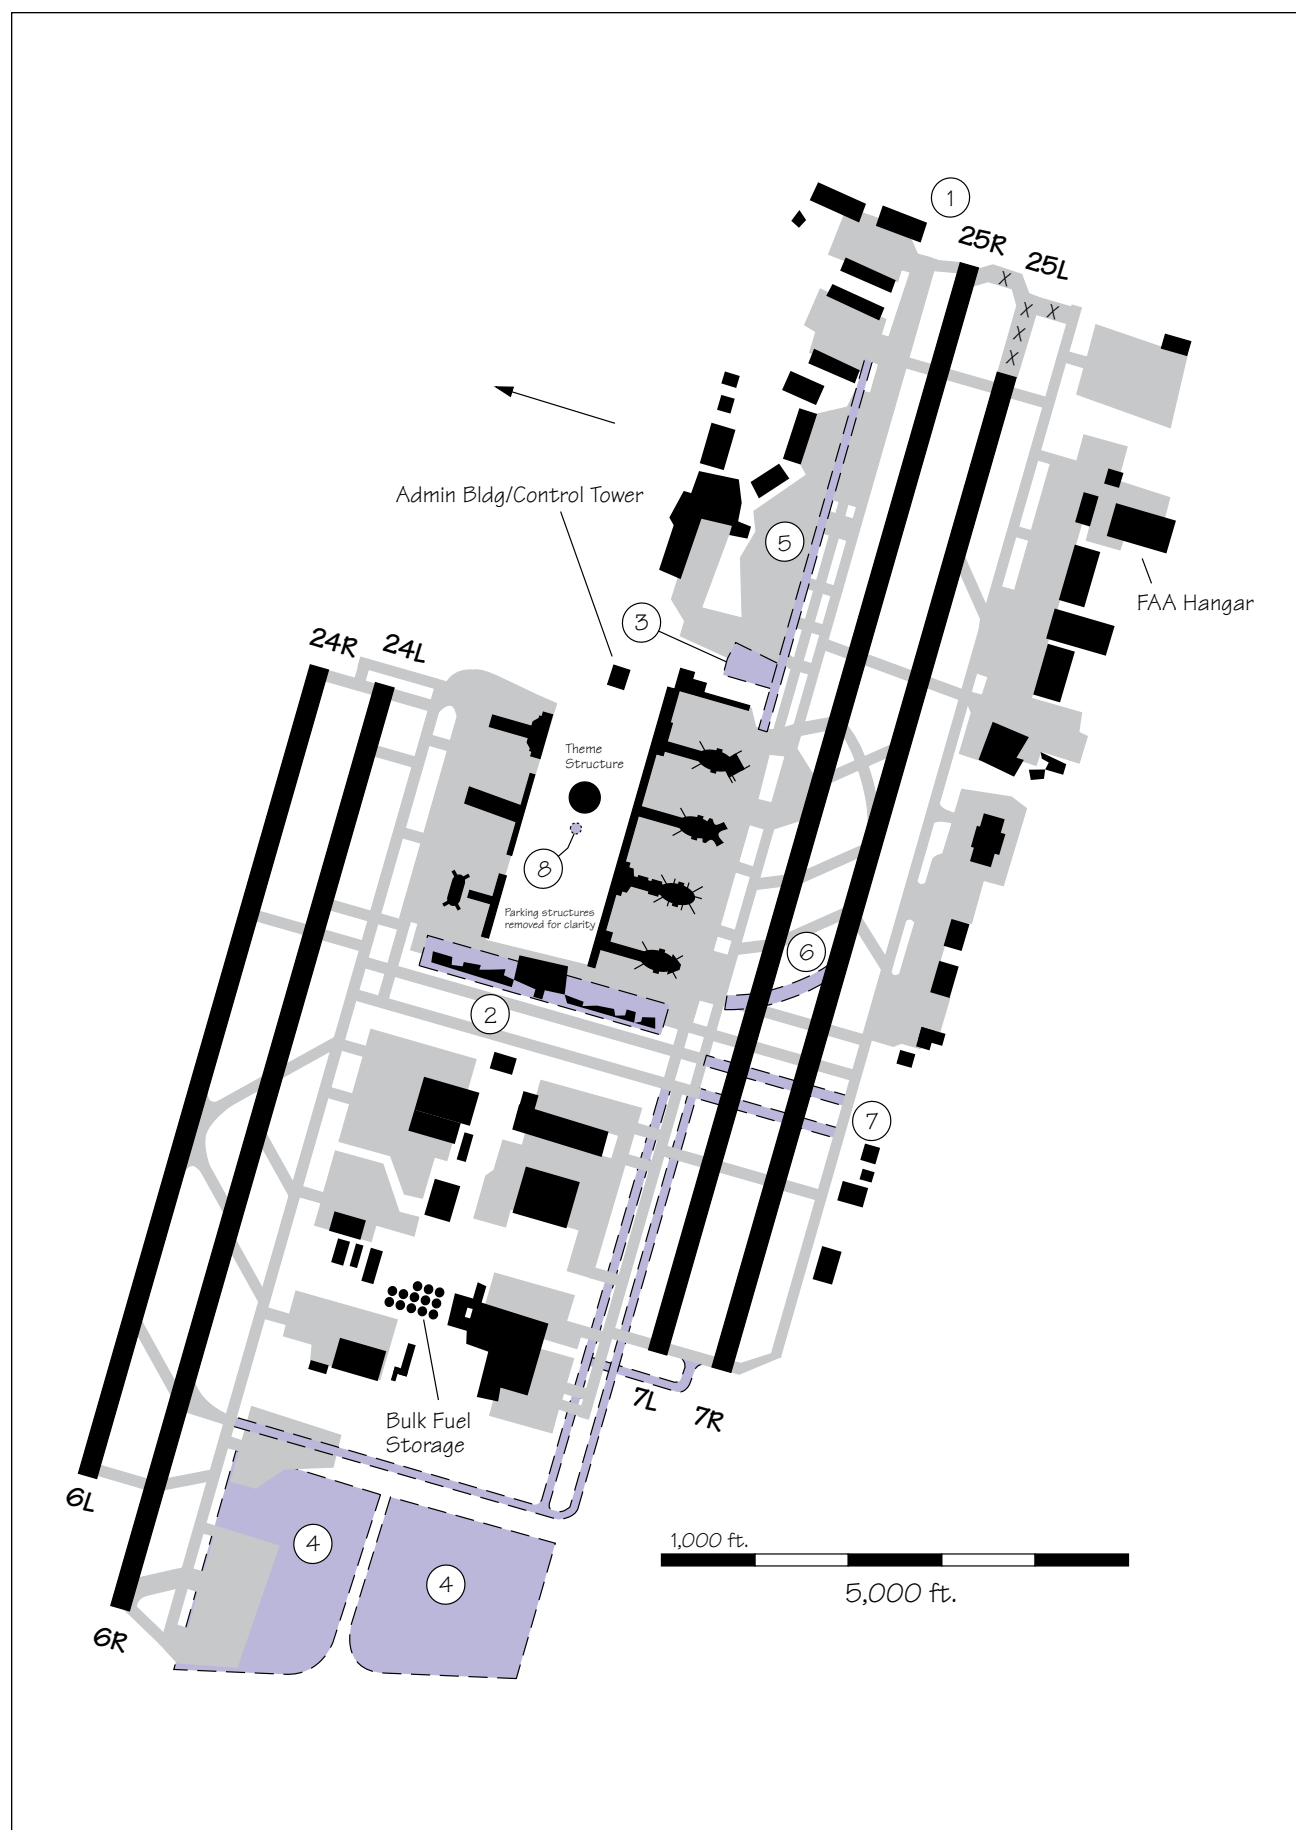 1
25R
25L
X
X
X
X
X
Admin Bldg/Control Tower
5
FAA Hangar
3
24R
24L
Theme
Structure
8
Parking structures
removed for clarity
6
2
7
7L
7R
Bulk Fuel
Storage
6L
4
4
6R
1,000 ft.
5,000 ft.